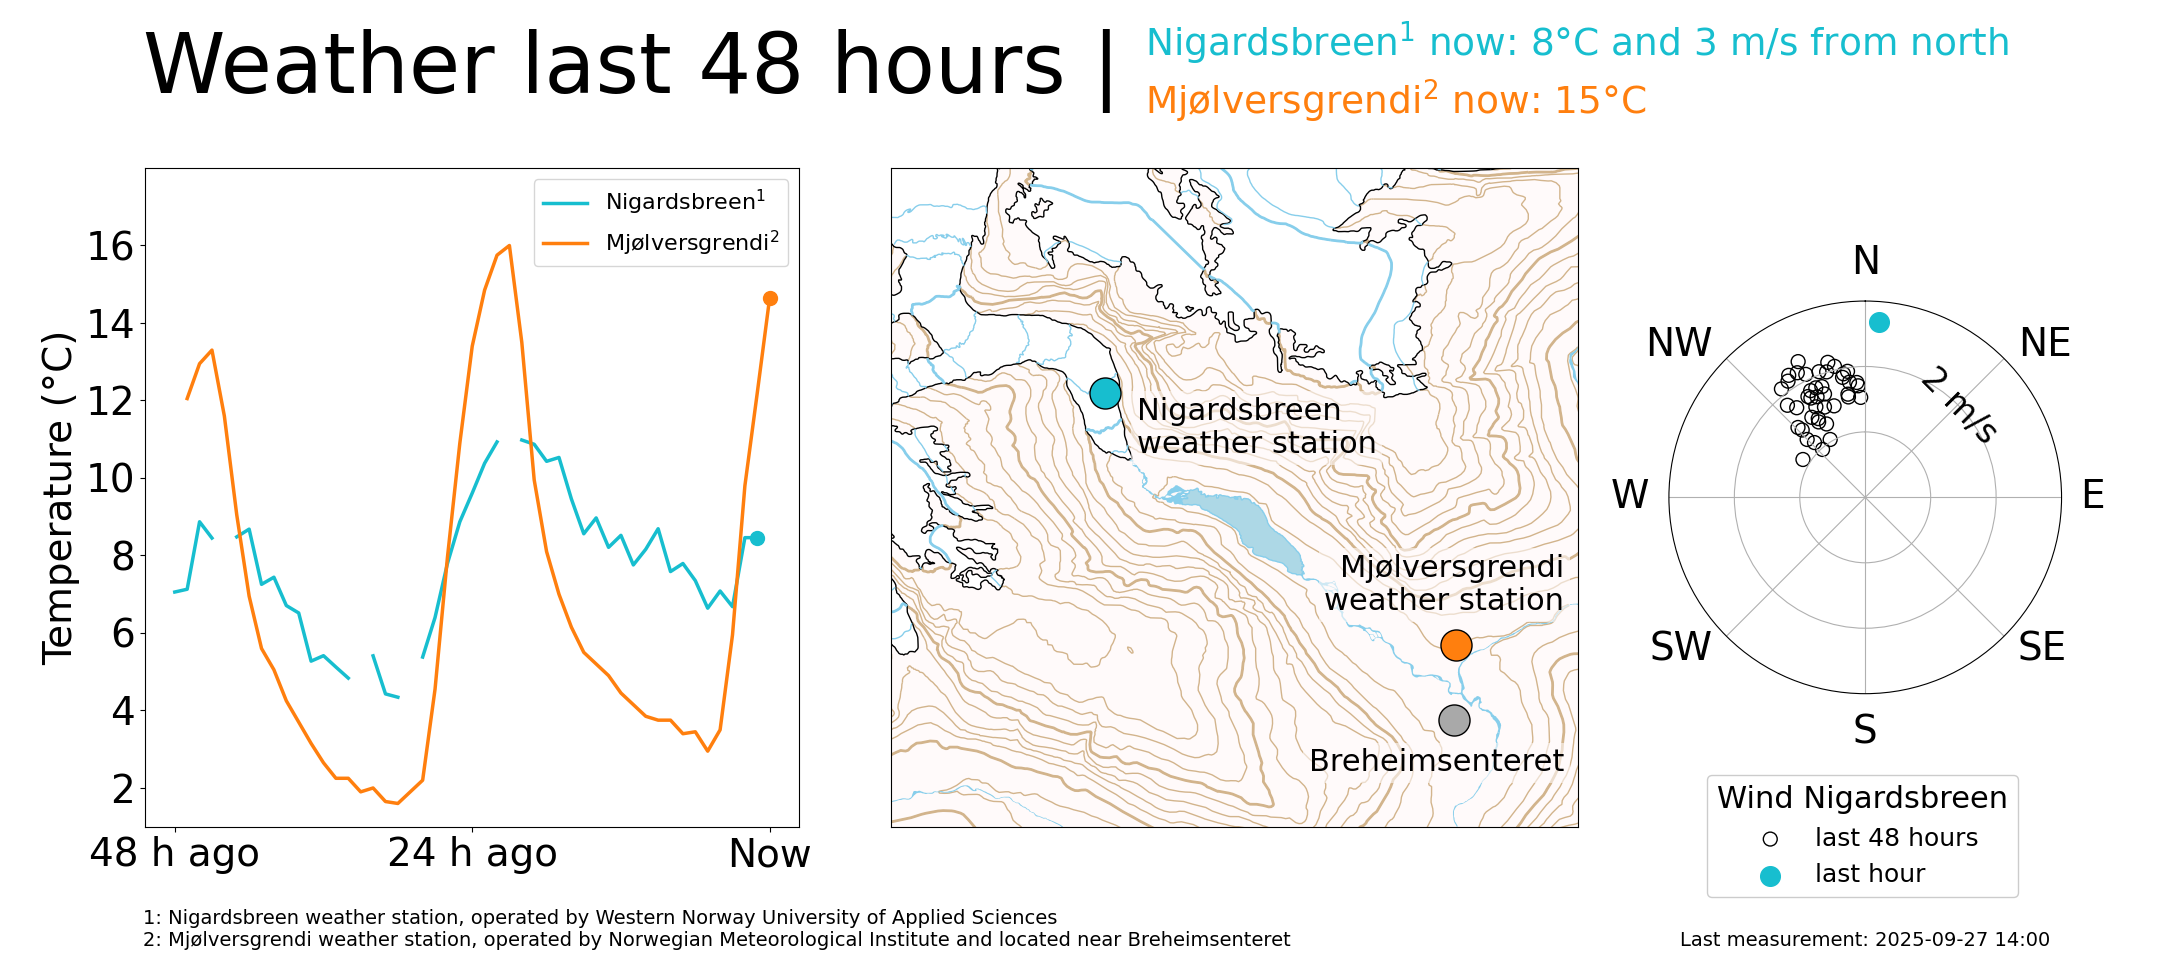 Weather last 48 hours |
Nigardsbreen¹ now: 8°C and 3 m/s from north
Mjølversgrendi² now: 15°C
Temperature (°C)
16
14
12
10
8
6
4
2
48 h ago
24 h ago
Now
Nigardsbreen¹
Mjølversgrendi²
Nigardsbreen
weather station
Mjølversgrendi
weather station
Breheimsenteret
N
NE
E
SE
S
SW
W
NW
2 m/s
Wind Nigardsbreen
last 48 hours
last hour
1: Nigardsbreen weather station, operated by Western Norway University of Applied Sciences
2: Mjølversgrendi weather station, operated by Norwegian Meteorological Institute and located near Breheimsenteret
Last measurement: 2025-09-27 14:00